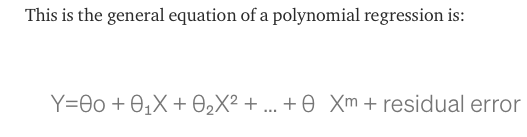 This is the general equation of a polynomial regression is:
Y=θo + θ₁X + θ₂X² + ... + θ Xᵐ + residual error